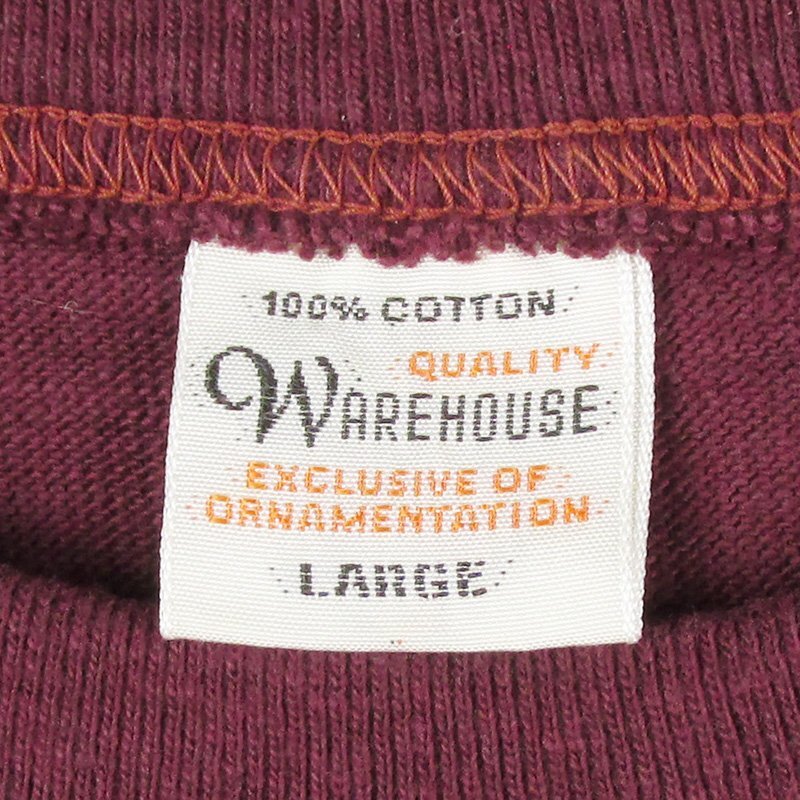 100% COTTON
QUALITY
WAREHOUSE
EXCLUSIVE OF
ORNAMENTATION
LARGE